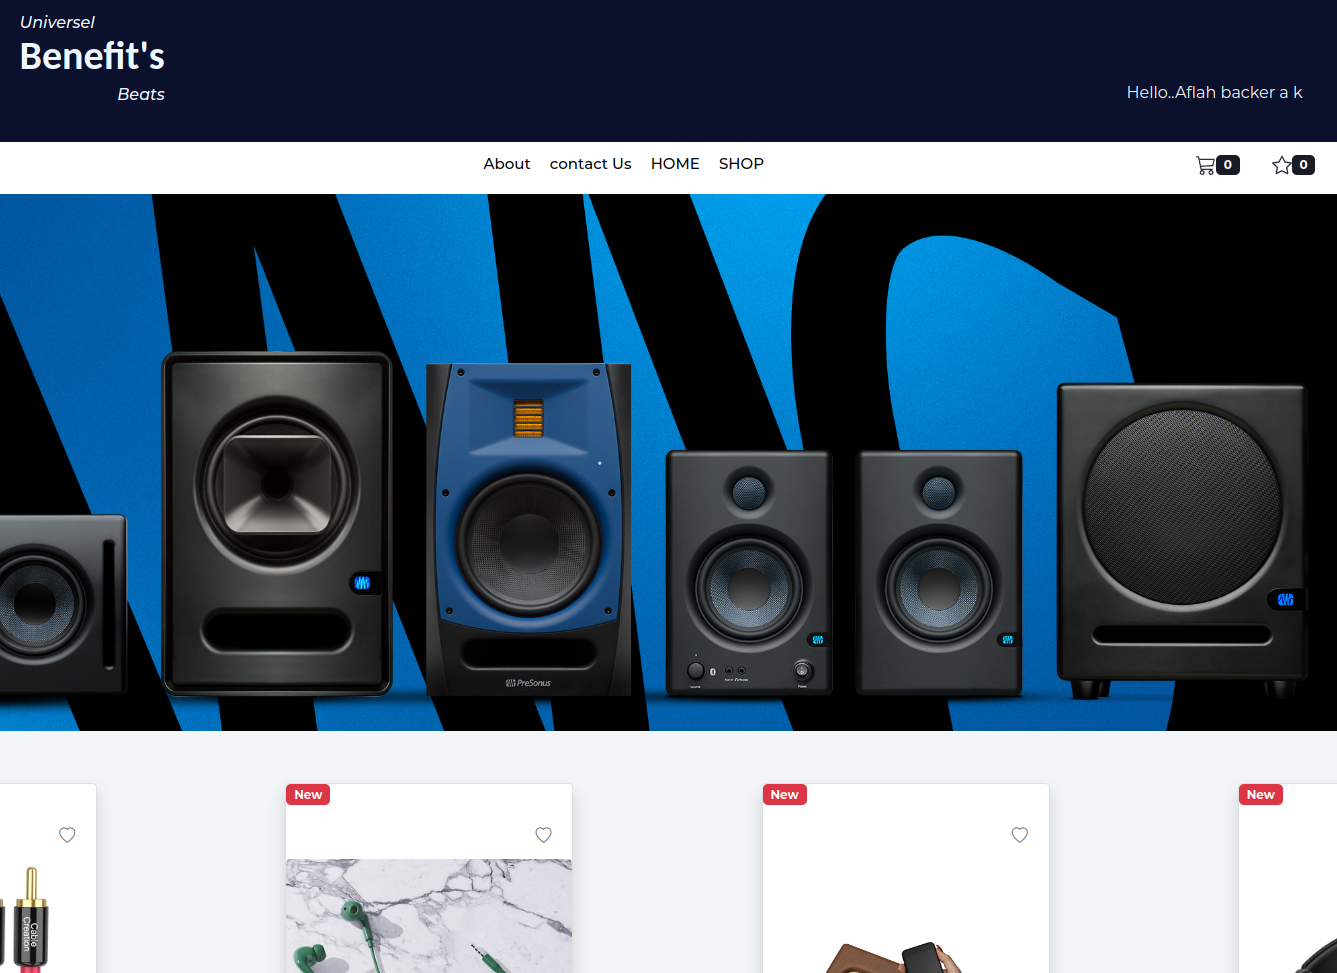 Universel
Benefit's
Beats
Hello..Aflah backer a k
About contact Us HOME SHOP
0 0
PreSonus
New New New
Cable
Creation